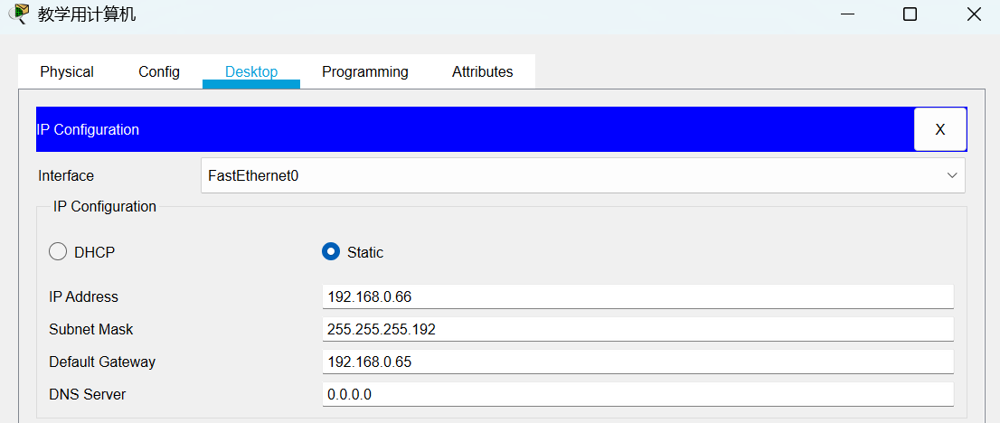 教学用计算机
Physical Config Desktop Programming Attributes
IP Configuration X
Interface FastEthernet0
IP Configuration
DHCP Static
IP Address 192.168.0.66
Subnet Mask 255.255.255.192
Default Gateway 192.168.0.65
DNS Server 0.0.0.0